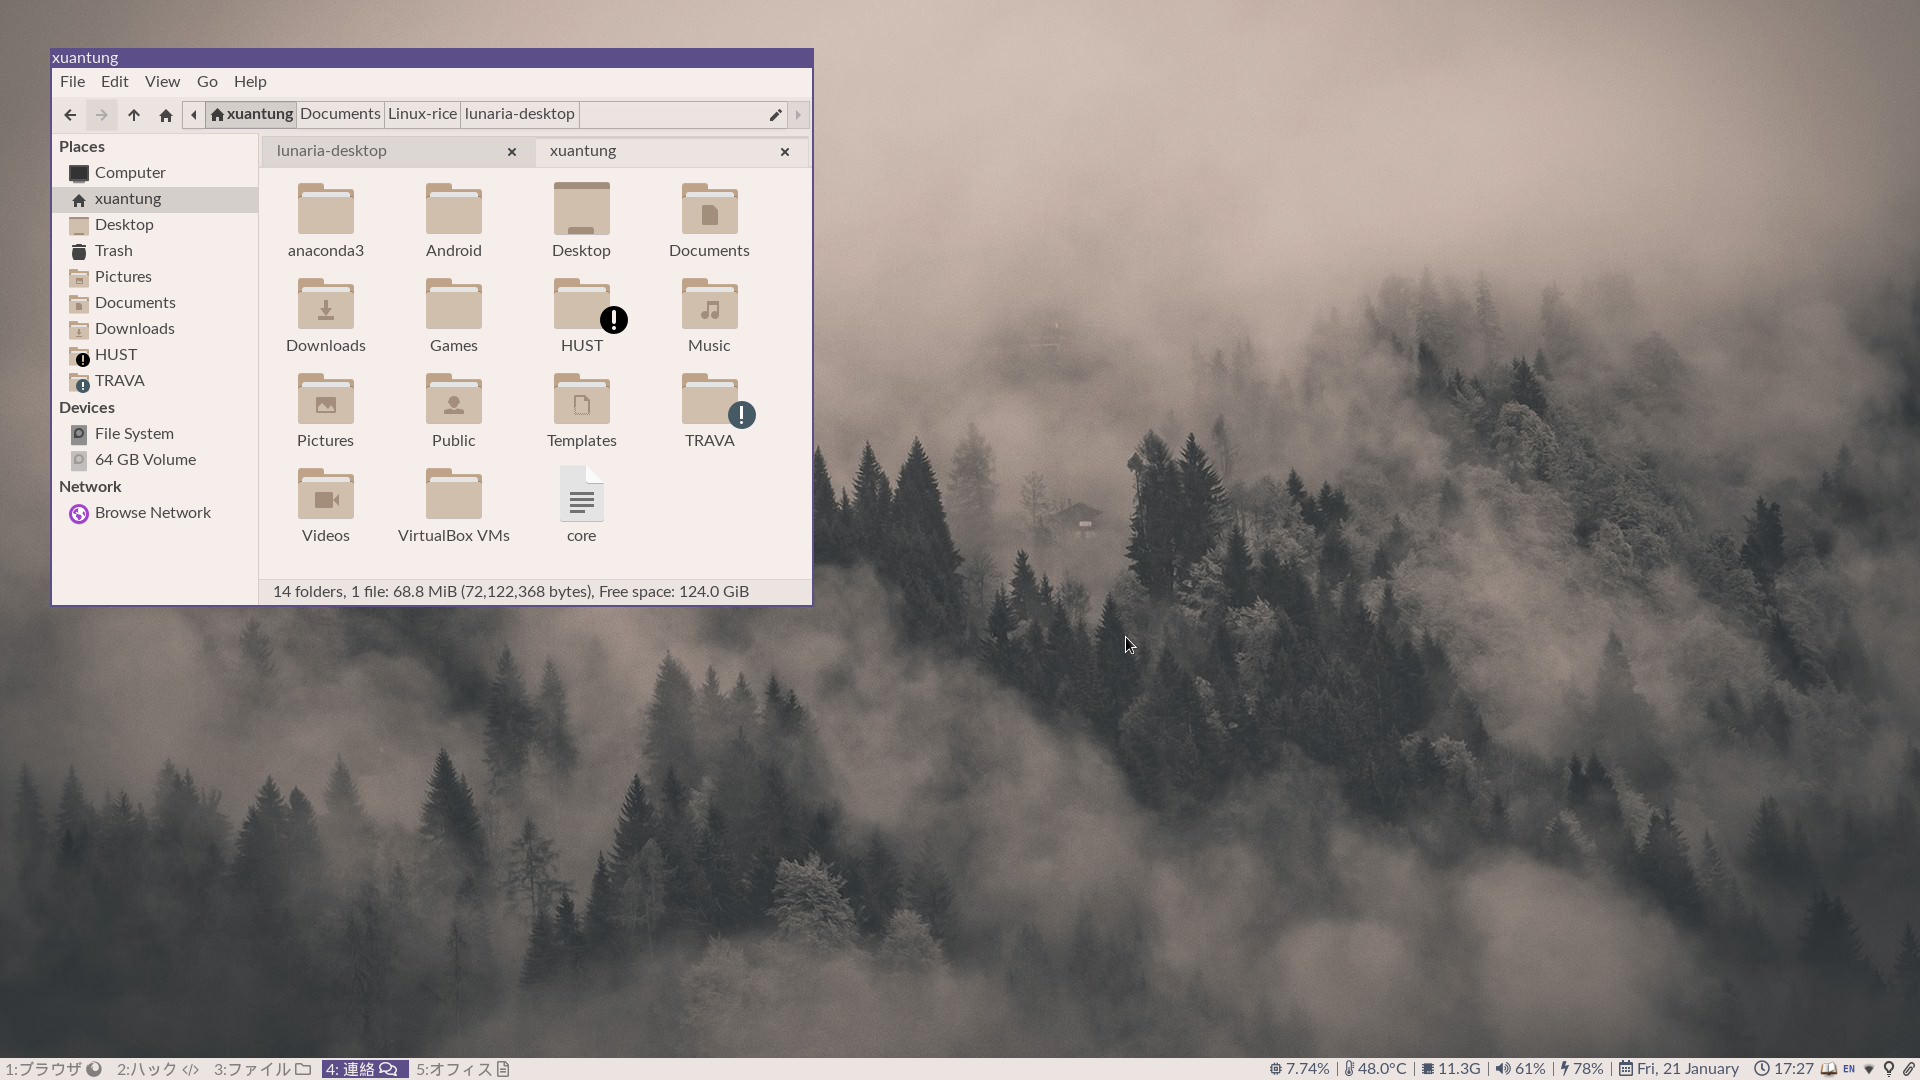 xuantung
File Edit View Go Help
xuantung Documents Linux-rice lunaria-desktop
Places
Computer
xuantung
Desktop
Trash
Pictures
Documents
Downloads
HUST
TRAVA
Devices
File System
64 GB Volume
Network
Browse Network
lunaria-desktop xuantung
anaconda3 Android Desktop Documents
Downloads Games HUST Music
Pictures Public Templates TRAVA
Videos VirtualBox VMs core
14 folders, 1 file: 68.8 MiB (72,122,368 bytes), Free space: 124.0 GiB
1:ブラウザ 2:ハック 3:ファイル 4: 連絡 5:オフィス 7.74% | 48.0°C | 11.3G | 61% | 78% | Fri, 21 January 17:27 EN